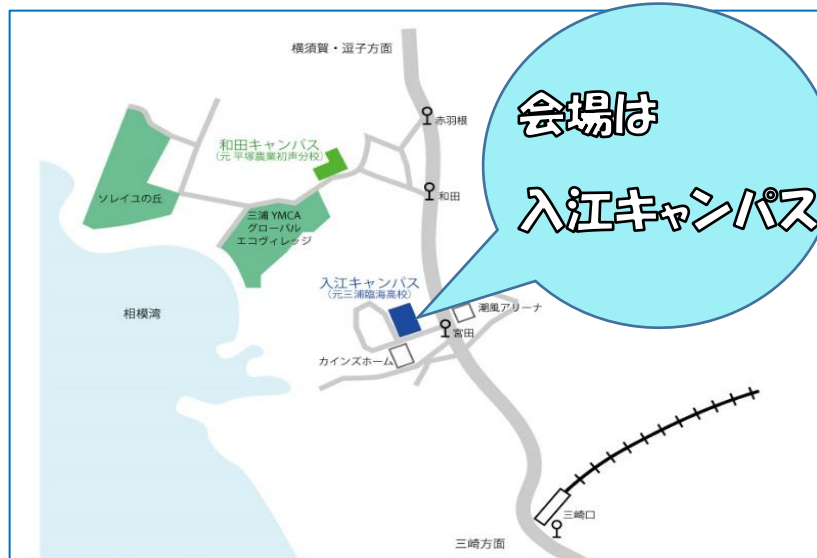 横須賀・逗子方面
会場は
入江キャンパス
赤羽根
和田キャンパス
(元 平塚農業初声分校)
和田
ソレイユの丘
三浦 YMCA
グローバル
エコヴィレッジ
入江キャンパス
(元三浦臨海高校)
相模湾
潮風アリーナ
宮田
カインズホーム
三崎口
三崎方面